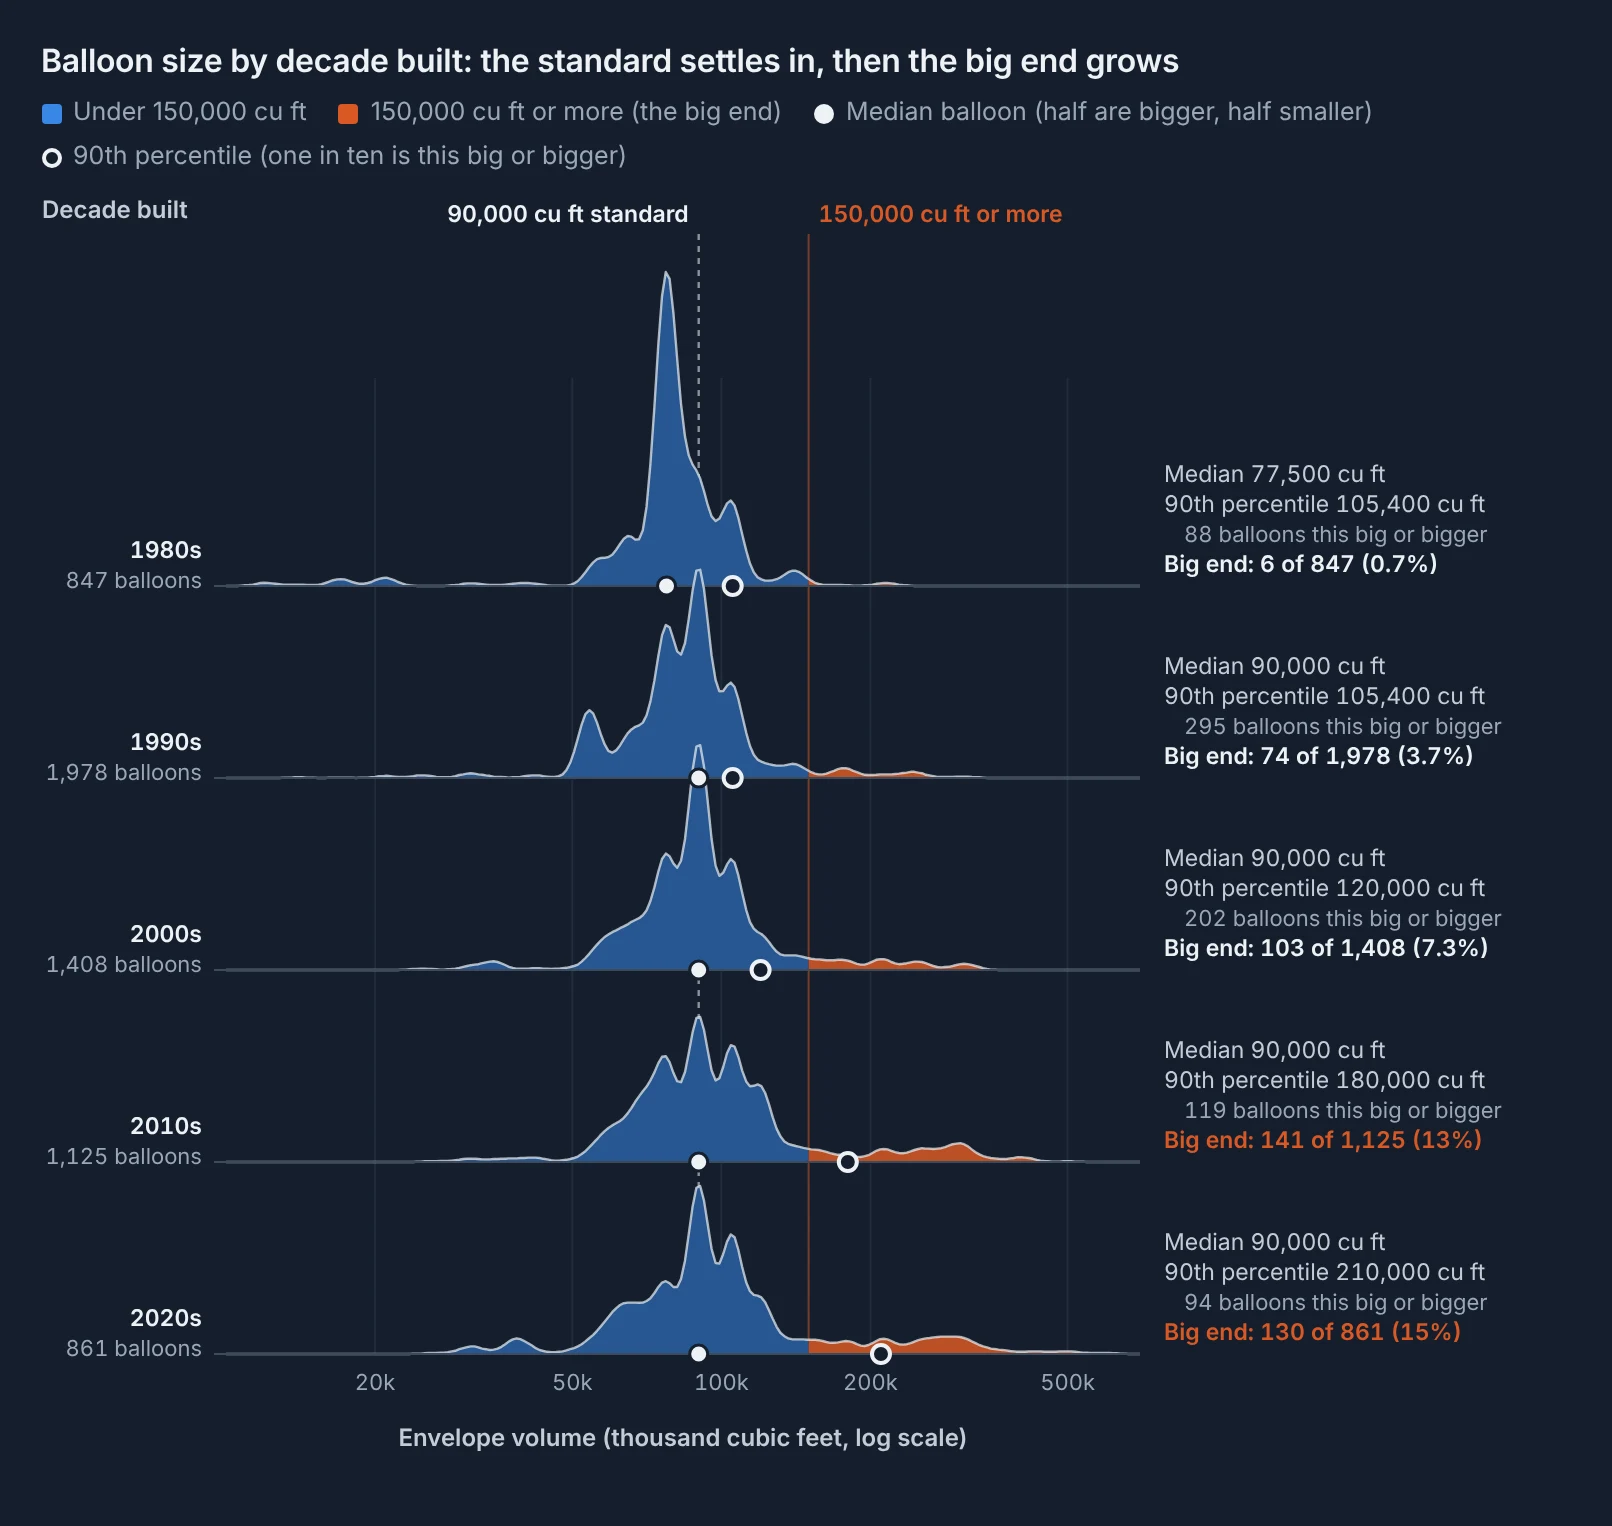 Balloon size by decade built: the standard settles in, then the big end grows
Under 150,000 cu ft
150,000 cu ft or more (the big end)
Median balloon (half are bigger, half smaller)
90th percentile (one in ten is this big or bigger)
Decade built
90,000 cu ft standard
150,000 cu ft or more
1980s
847 balloons
Median 77,500 cu ft
90th percentile 105,400 cu ft
88 balloons this big or bigger
Big end: 6 of 847 (0.7%)
1990s
1,978 balloons
Median 90,000 cu ft
90th percentile 105,400 cu ft
295 balloons this big or bigger
Big end: 74 of 1,978 (3.7%)
2000s
1,408 balloons
Median 90,000 cu ft
90th percentile 120,000 cu ft
202 balloons this big or bigger
Big end: 103 of 1,408 (7.3%)
2010s
1,125 balloons
Median 90,000 cu ft
90th percentile 180,000 cu ft
119 balloons this big or bigger
Big end: 141 of 1,125 (13%)
2020s
861 balloons
Median 90,000 cu ft
90th percentile 210,000 cu ft
94 balloons this big or bigger
Big end: 130 of 861 (15%)
20k
50k
100k
200k
500k
Envelope volume (thousand cubic feet, log scale)